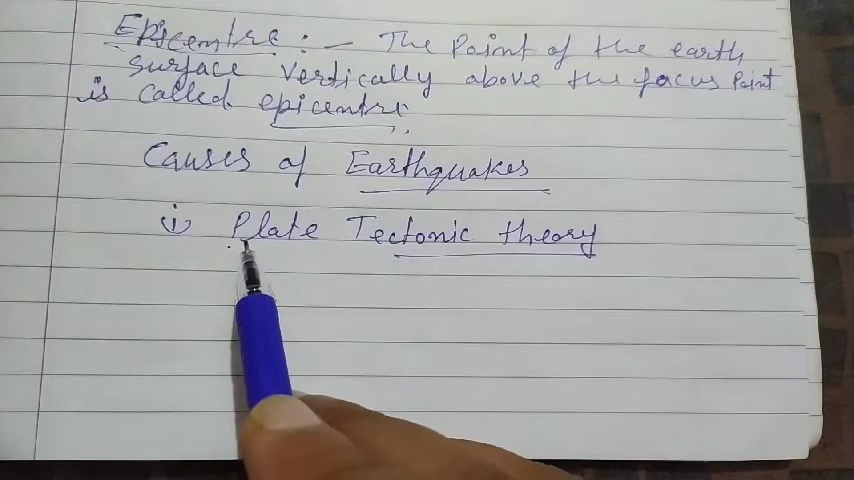 Epicentre :- The Point of the earth
surface vertically above the focus Point
is called epicentre.
Causes of Earthquakes
(i) Plate Tectonic theory